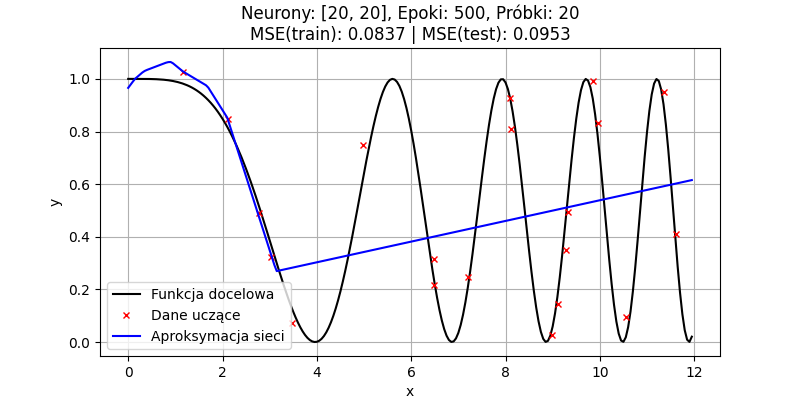 Neurony: [20, 20], Epoki: 500, Próbki: 20
MSE(train): 0.0837 | MSE(test): 0.0953
y
1.0
0.8
0.6
0.4
0.2
0.0
Funkcja docelowa
Dane uczące
Aproksymacja sieci
0 2 4 6 8 10 12
x